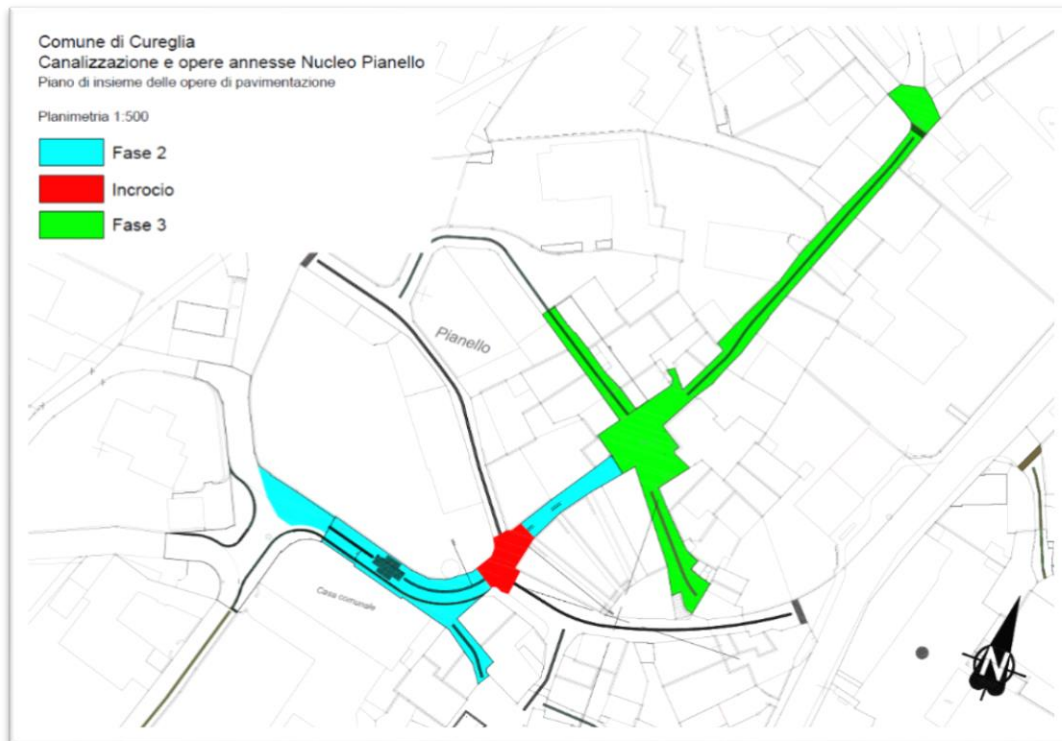 Comune di Cureglia
Canalizzazione e opere annesse Nucleo Pianello
Piano di insieme delle opere di pavimentazione
Planimetria 1:500
Fase 2
Incrocio
Fase 3
Pianello
Casa comunale
N